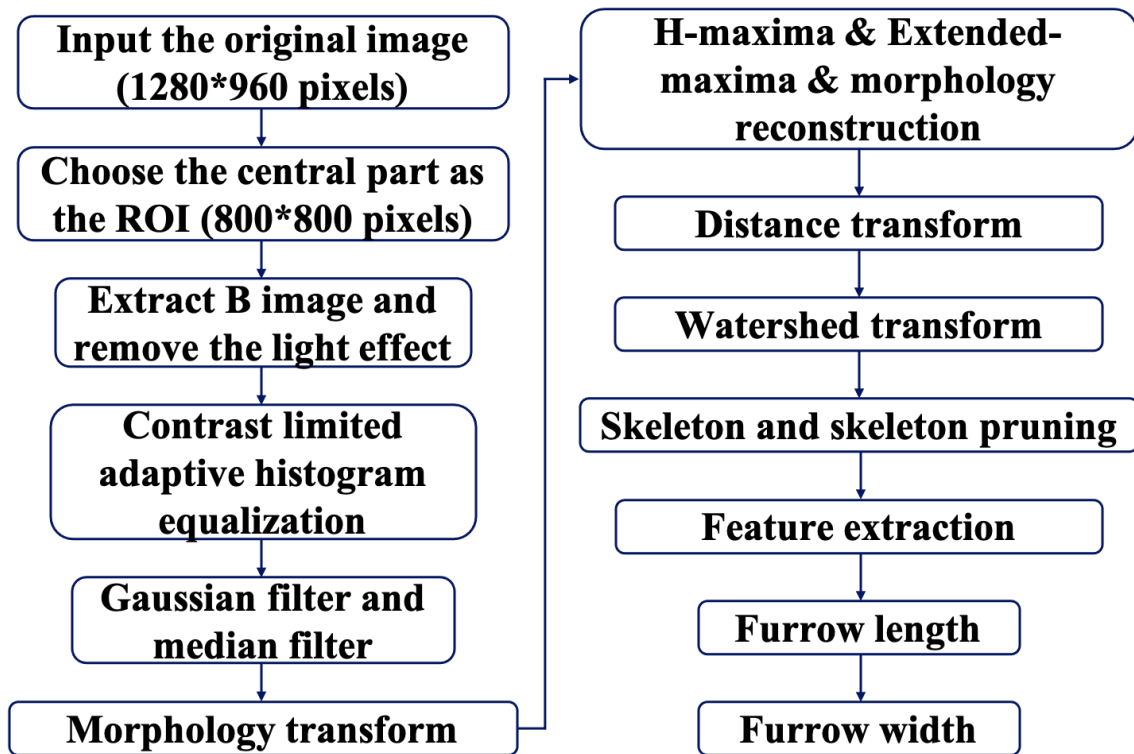 Input the original image
(1280*960 pixels)
Choose the central part as
the ROI (800*800 pixels)
Extract B image and
remove the light effect
Contrast limited
adaptive histogram
equalization
Gaussian filter and
median filter
Morphology transform
H-maxima & Extended-
maxima & morphology
reconstruction
Distance transform
Watershed transform
Skeleton and skeleton pruning
Feature extraction
Furrow length
Furrow width